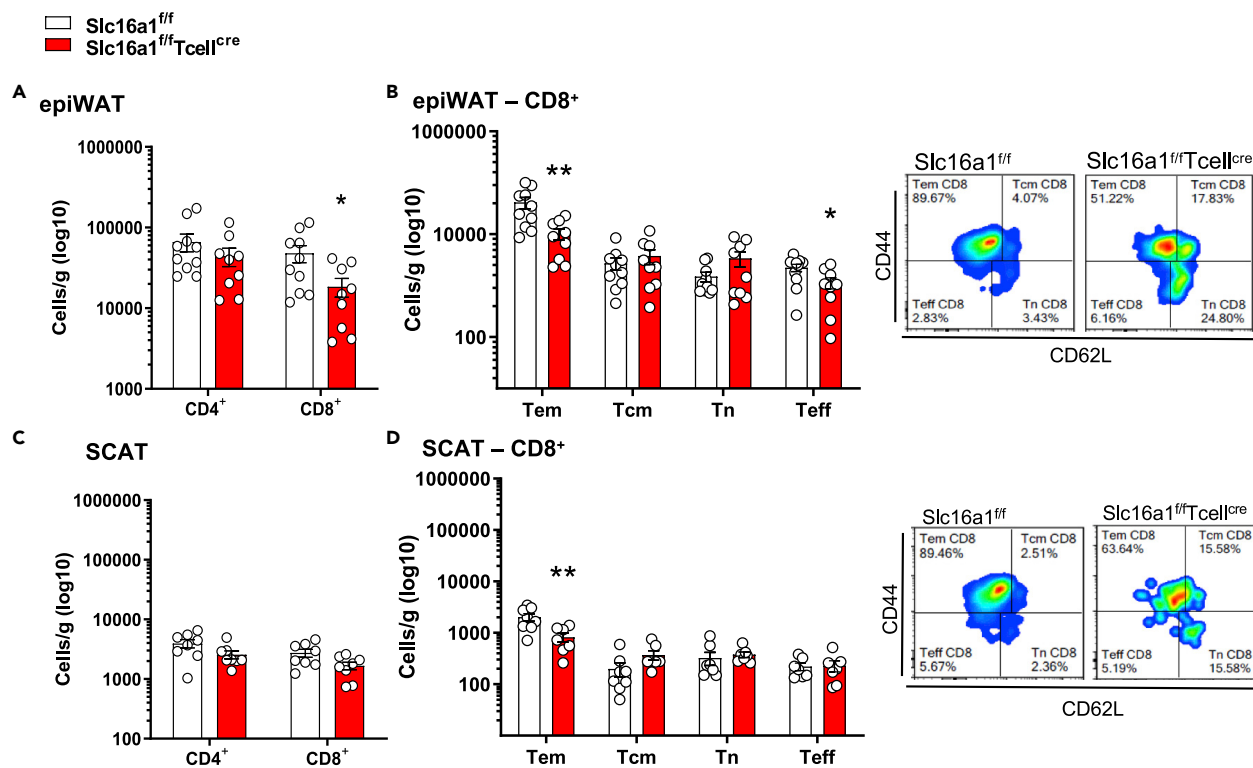 Slc16a1f/f
Slc16a1f/fTcellcre
A epiWAT
1000000
100000
10000
1000
Cells/g (log10)
*
CD4+ CD8+
B epiWAT – CD8+
1000000
10000
100
Cells/g (log10)
**
*
Tem Tcm Tn Teff
Slc16a1f/f Slc16a1f/fTcellcre
Tem CD8 Tcm CD8
89.67% 4.07%
Teff CD8 Tn CD8
2.83% 3.43%
Tem CD8 Tcm CD8
51.22% 17.83%
Teff CD8 Tn CD8
6.16% 24.80%
CD44
CD62L
C SCAT
1000000
100000
10000
1000
100
Cells/g (log10)
CD4+ CD8+
D SCAT – CD8+
1000000
100000
10000
1000
100
Cells/g (log10)
**
Tem Tcm Tn Teff
Slc16a1f/f Slc16a1f/fTcellcre
Tem CD8 Tcm CD8
89.46% 2.51%
Teff CD8 Tn CD8
5.67% 2.36%
Tem CD8 Tcm CD8
63.64% 15.58%
Teff CD8 Tn CD8
5.19% 15.58%
CD44
CD62L